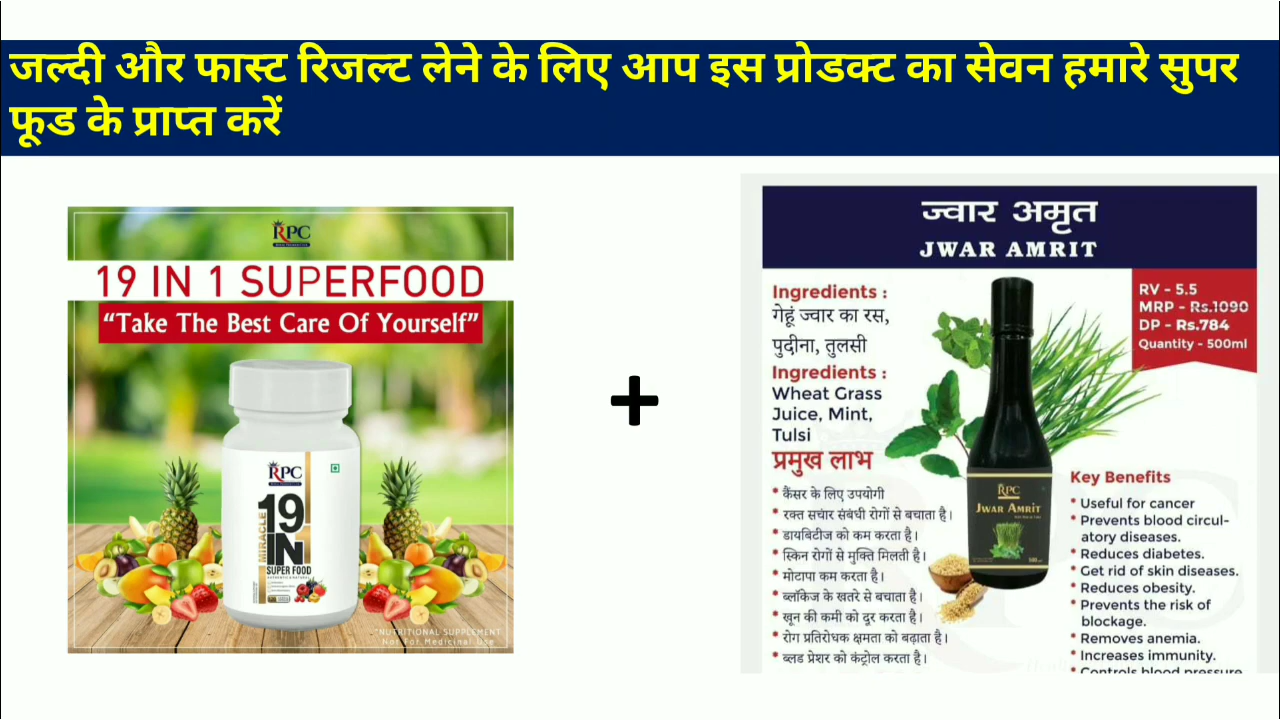 जल्दी और फास्ट रिजल्ट लेने के लिए आप इस प्रोडक्ट का सेवन हमारे सुपर
फूड के प्राप्त करें
RPC
19 IN 1 SUPERFOOD
“Take The Best Care Of Yourself”
RPC
MIRACLE
19
IN
1
SUPER FOOD
*NUTRITIONAL SUPPLEMENT
Not For Medicinal Use
+
ज्वार अमृत
JWAR AMRIT
Ingredients :
गेहूं ज्वार का रस,
पुदीना, तुलसी
Ingredients :
Wheat Grass
Juice, Mint,
Tulsi
प्रमुख लाभ
* कैंसर के लिए उपयोगी
* रक्त सचार संबंधी रोगों से बचाता है।
* डायबिटीज को कम करता है।
* स्किन रोगों से मुक्ति मिलती है।
* मोटापा कम करता है।
* ब्लॉकेज के खतरे से बचाता है।
* खून की कमी को दुर करता है।
* रोग प्रतिरोधक क्षमता को बढ़ाता है।
* ब्लड प्रेशर को कंट्रोल करता है।
RV - 5.5
MRP - Rs.1090
DP - Rs.784
Quantity - 500ml
RPC
JWAR AMRIT
Key Benefits
* Useful for cancer
* Prevents blood circul-
atory diseases.
* Reduces diabetes.
* Get rid of skin diseases.
* Reduces obesity.
* Prevents the risk of
blockage.
* Removes anemia.
* Increases immunity.
* Controls blood pressure